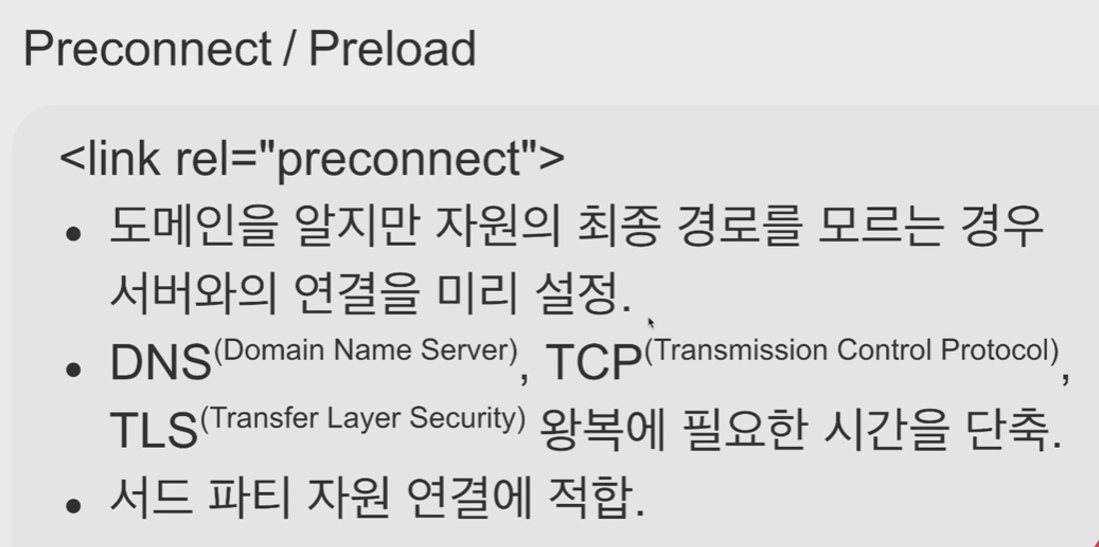 Preconnect / Preload
<link rel="preconnect">
• 도메인을 알지만 자원의 최종 경로를 모르는 경우
서버와의 연결을 미리 설정.
• DNS(Domain Name Server), TCP(Transmission Control Protocol),
TLS(Transfer Layer Security) 왕복에 필요한 시간을 단축.
• 서드 파티 자원 연결에 적합.